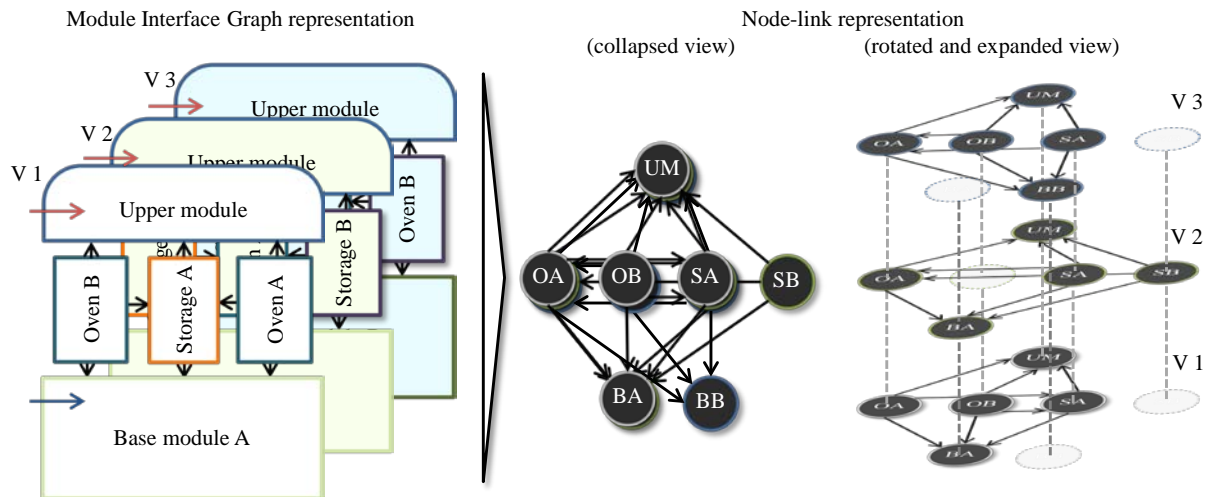 Module Interface Graph representation
Node-link representation
(collapsed view)
(rotated and expanded view)
V 3
Upper module
V 2
Upper module
V 1
Upper module
Oven B
Storage A
Oven A
Storage B
Oven B
Base module A
UM
OA
OB
SA
SB
BA
BB
UM
V 3
OA
OB
SA
BB
UM
V 2
OA
SA
SB
BA
UM
V 1
OA
OB
SA
BA